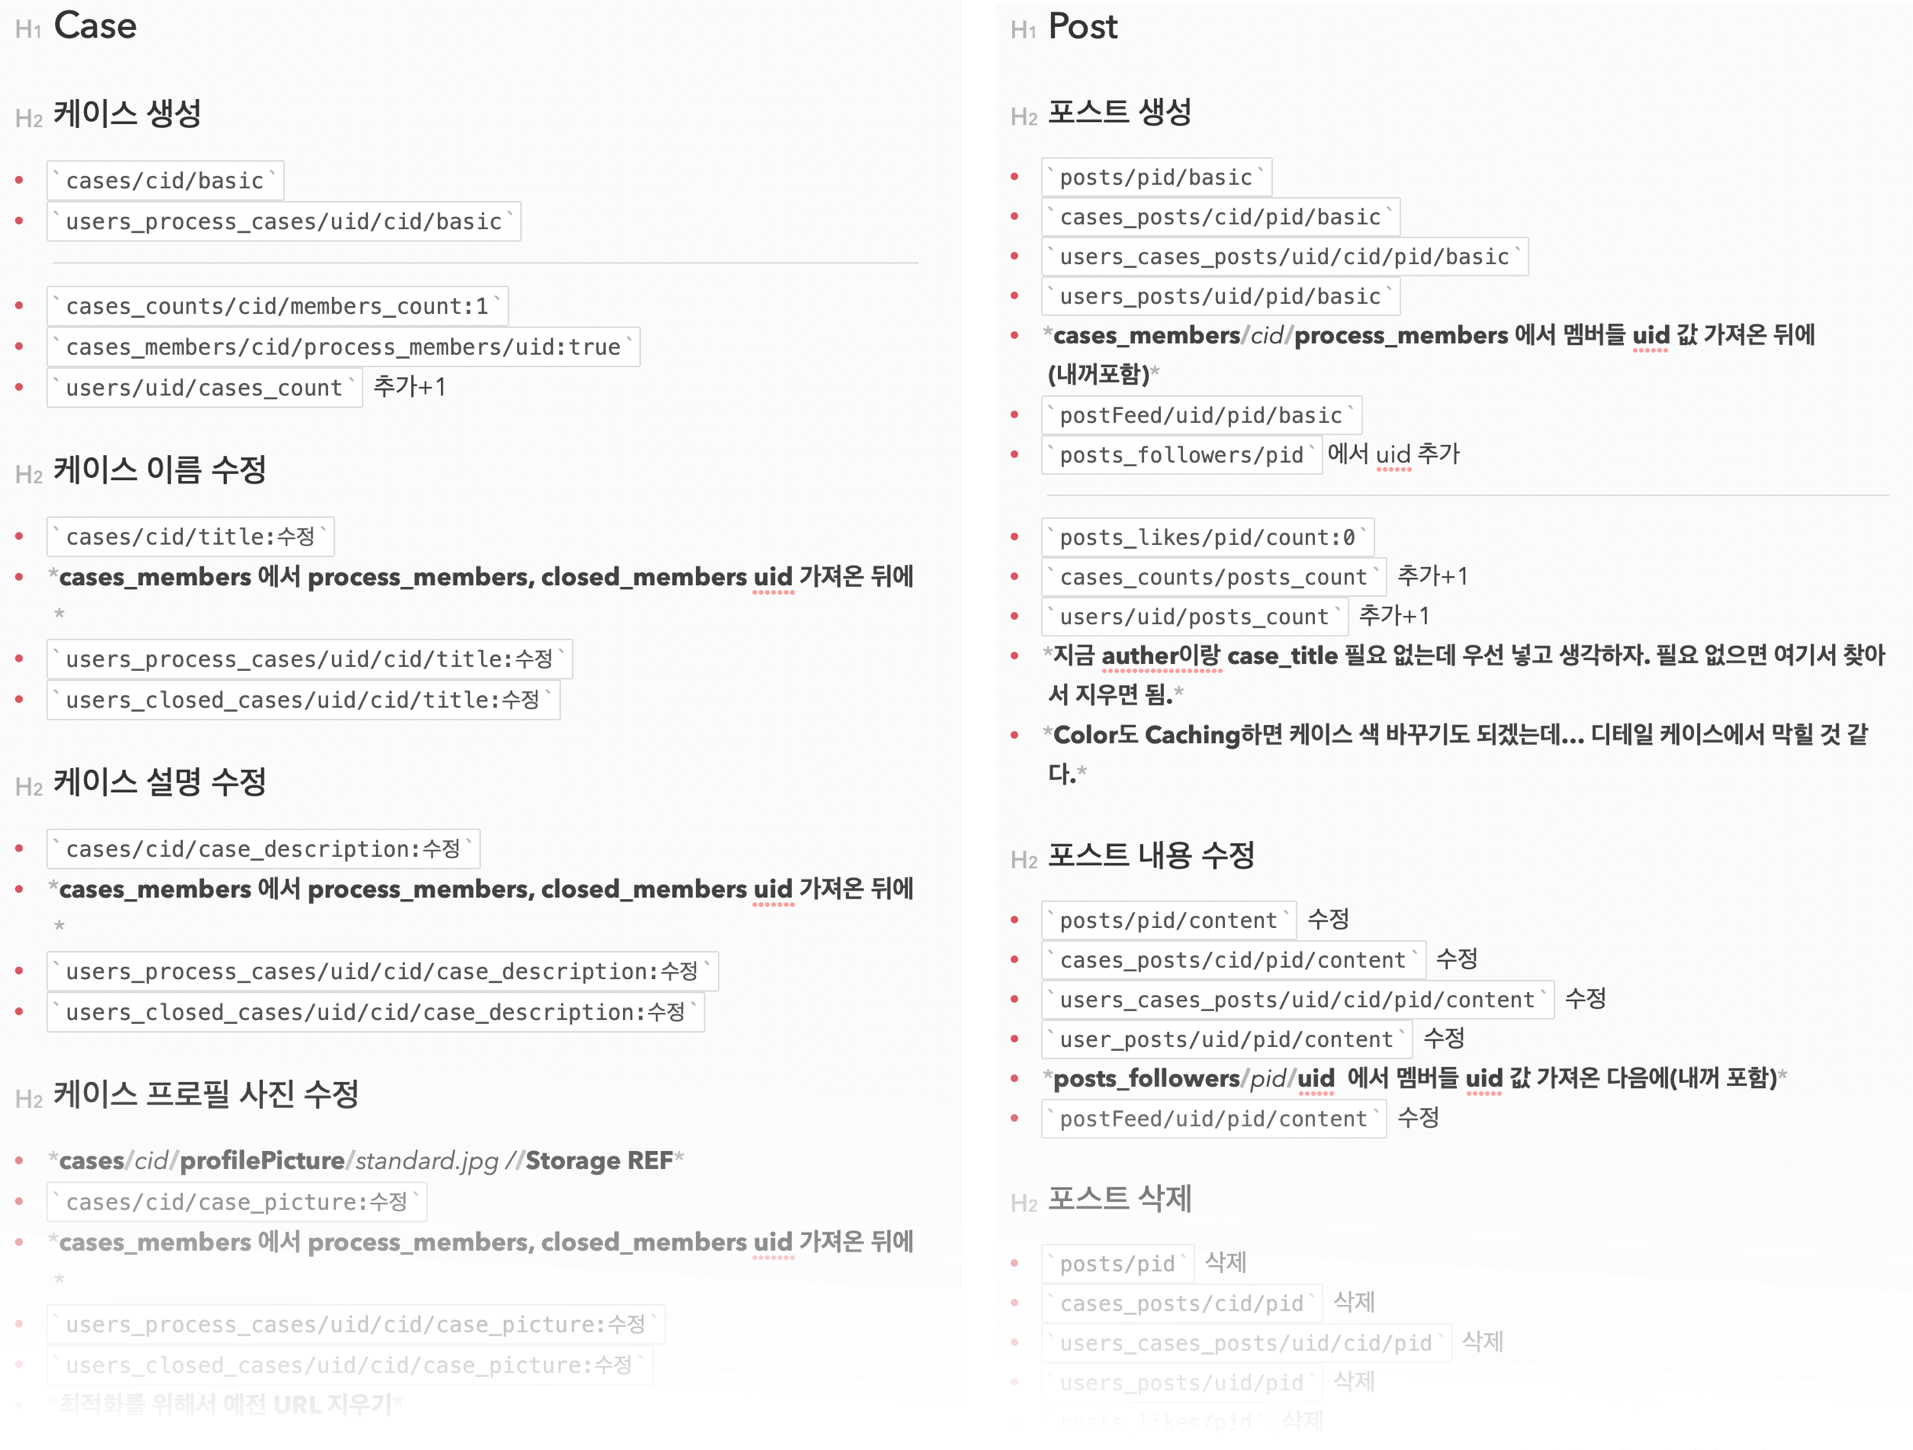 H1 Case
H2 케이스 생성
• `cases/cid/basic`
• `users_process_cases/uid/cid/basic`
• `cases_counts/cid/members_count:1`
• `cases_members/cid/process_members/uid:true`
• `users/uid/cases_count` 추가+1
H2 케이스 이름 수정
• `cases/cid/title:수정`
• *cases_members 에서 process_members, closed_members uid 가져온 뒤에
*
• `users_process_cases/uid/cid/title:수정`
• `users_closed_cases/uid/cid/title:수정`
H2 케이스 설명 수정
• `cases/cid/case_description:수정`
• *cases_members 에서 process_members, closed_members uid 가져온 뒤에
*
• `users_process_cases/uid/cid/case_description:수정`
• `users_closed_cases/uid/cid/case_description:수정`
H2 케이스 프로필 사진 수정
• *cases/cid/profilePicture/standard.jpg //Storage REF*
• `cases/cid/case_picture:수정`
• *cases_members 에서 process_members, closed_members uid 가져온 뒤에
*
• `users_process_cases/uid/cid/case_picture:수정`
• `users_closed_cases/uid/cid/case_picture:수정`
• *최적화를 위해서 예전 URL 지우기*
H1 Post
H2 포스트 생성
• `posts/pid/basic`
• `cases_posts/cid/pid/basic`
• `users_cases_posts/uid/cid/pid/basic`
• `users_posts/uid/pid/basic`
• *cases_members/cid/process_members 에서 멤버들 uid 값 가져온 뒤에
(내꺼포함)*
• `postFeed/uid/pid/basic`
• `posts_followers/pid` 에서 uid 추가
• `posts_likes/pid/count:0`
• `cases_counts/posts_count` 추가+1
• `users/uid/posts_count` 추가+1
• *지금 auther이랑 case_title 필요 없는데 우선 넣고 생각하자. 필요 없으면 여기서 찾아
서 지우면 됨.*
• *Color도 Caching하면 케이스 색 바꾸기도 되겠는데... 디테일 케이스에서 막힐 것 같
다.*
H2 포스트 내용 수정
• `posts/pid/content` 수정
• `cases_posts/cid/pid/content` 수정
• `users_cases_posts/uid/cid/pid/content` 수정
• `user_posts/uid/pid/content` 수정
• *posts_followers/pid/uid 에서 멤버들 uid 값 가져온 다음에(내꺼 포함)*
• `postFeed/uid/pid/content` 수정
H2 포스트 삭제
• `posts/pid` 삭제
• `cases_posts/cid/pid` 삭제
• `users_cases_posts/uid/cid/pid` 삭제
• `users_posts/uid/pid` 삭제
• `posts_likes/pid` 삭제